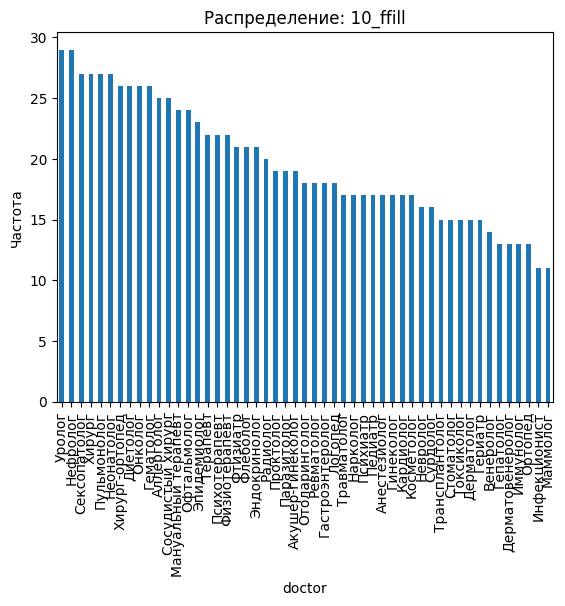 Распределение: 10_ffill
Частота
30
25
20
15
10
5
0
Уролог
Нефролог
Сексопатолог
Хирург
Пульмонолог
Неонатолог
Хирург-ортопед
Диетолог
Онколог
Гематолог
Аллерголог
Сосудистый хирург
Мануальный терапевт
Офтальмолог
Эпидемиолог
Терапевт
Психотерапевт
Физиотерапевт
Физиатр
Флеболог
Эндокринолог
Радиолог
Проктолог
Паразитолог
Акушер-гинеколог
Отоларинголог
Ревматолог
Гастроэнтеролог
Логопед
Травматолог
Нарколог
Психиатр
Педиатр
Анестезиолог
Гинеколог
Кардиолог
Косметолог
Невролог
Сурдолог
Трансплантолог
Стоматолог
Токсиколог
Дерматолог
Гериатр
Венеролог
Гепатолог
Дерматовенеролог
Иммунолог
Ортопед
Инфекционист
Маммолог
doctor